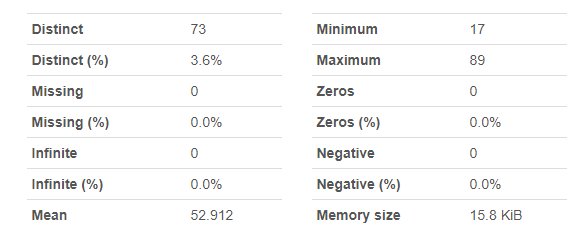 Distinct 73
Distinct (%) 3.6%
Missing 0
Missing (%) 0.0%
Infinite 0
Infinite (%) 0.0%
Mean 52.912
Minimum 17
Maximum 89
Zeros 0
Zeros (%) 0.0%
Negative 0
Negative (%) 0.0%
Memory size 15.8 KiB